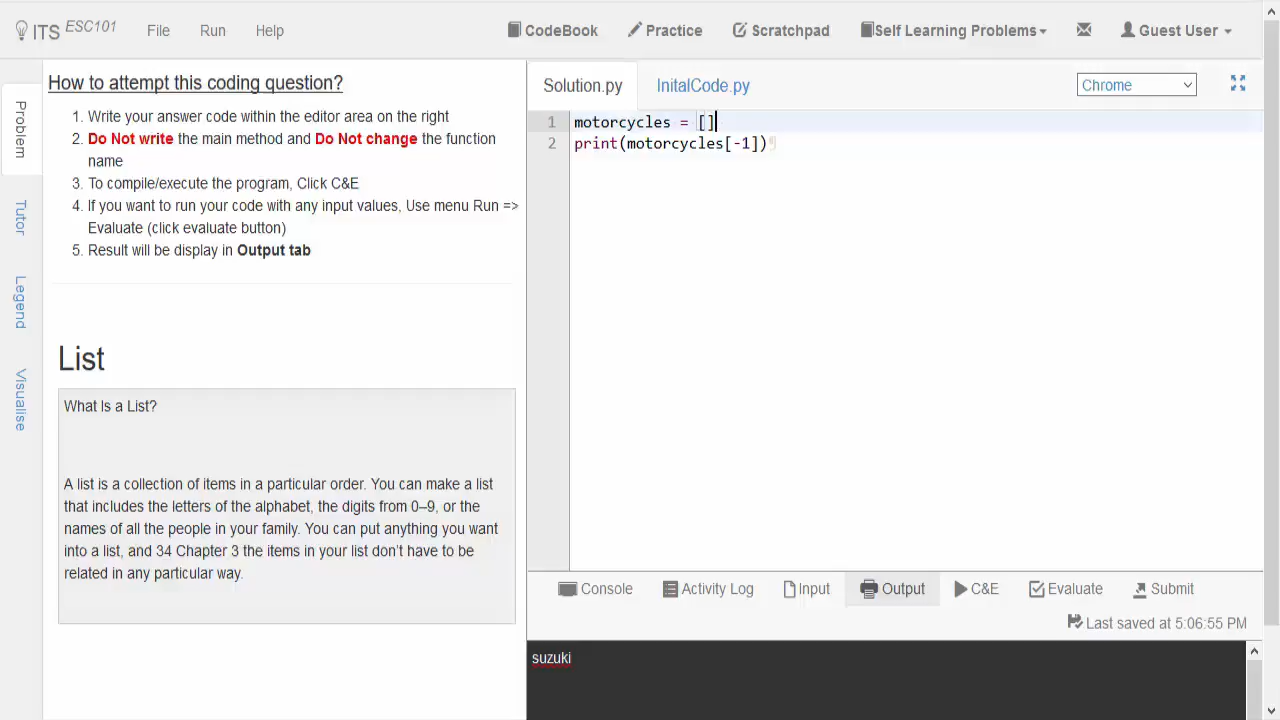 ITS ESC101 File Run Help CodeBook Practice Scratchpad Self Learning Problems Guest User
Problem
Tutor
Legend
Visualise
How to attempt this coding question?
1. Write your answer code within the editor area on the right
2. Do Not write the main method and Do Not change the function
name
3. To compile/execute the program, Click C&E
4. If you want to run your code with any input values, Use menu Run =>
Evaluate (click evaluate button)
5. Result will be display in Output tab
List
What Is a List?
A list is a collection of items in a particular order. You can make a list
that includes the letters of the alphabet, the digits from 0–9, or the
names of all the people in your family. You can put anything you want
into a list, and 34 Chapter 3 the items in your list don't have to be
related in any particular way.
Solution.py InitalCode.py Chrome
1 motorcycles = []
2 print(motorcycles[-1])¶
Console Activity Log Input Output C&E Evaluate Submit
Last saved at 5:06:55 PM
suzuki